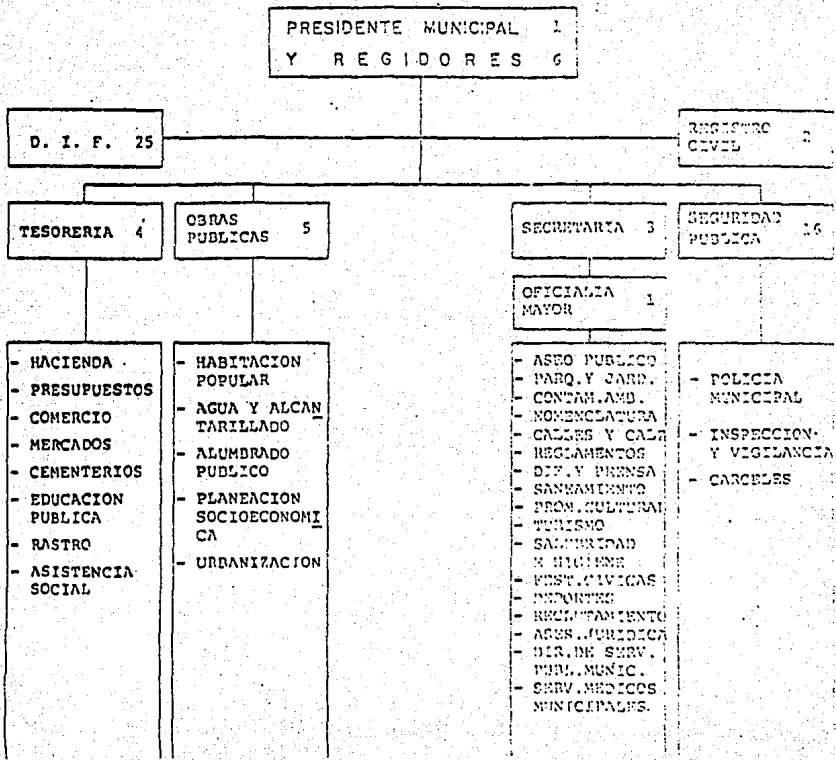 PRESIDENTE MUNICIPAL 1
Y REGIDORES 6
D. I. F. 25
REGISTRO 2
CIVIL
TESORERIA 4
OBRAS 5
PUBLICAS
SECRETARIA 3
SEGURIDAD 16
PUBLICA
OFICIALIA 1
MAYOR
- HACIENDA
- PRESUPUESTOS
- COMERCIO
- MERCADOS
- CEMENTERIOS
- EDUCACION
PUBLICA
- RASTRO
- ASISTENCIA
SOCIAL
- HABITACION
POPULAR
- AGUA Y ALCAN
TARILLADO
- ALUMBRADO
PUBLICO
- PLANEACION
SOCIOECONOMI
CA
- URBANIZACION
- ASEO PUBLICO
- PARQ.Y JARD.
- CONTAM.AMB.
- NOMENCLATURA
- CALLES Y CALZ
- REGLAMENTOS
- DIF.Y PRENSA
- SANEAMIENTO
- PROM.CULTURAL
- TURISMO
- SALUBRIDAD
E HIGIENE
- FEST.CIVICAS
- DEPORTES
- RECLUTAMIENTO
- ASES.JURIDICA
- DIR.DE SERV.
PUBL.MUNIC.
- SERV.MEDICOS
MUNICIPALES.
- POLICIA
MUNICIPAL
- INSPECCION
Y VIGILANCIA
- CARCELES